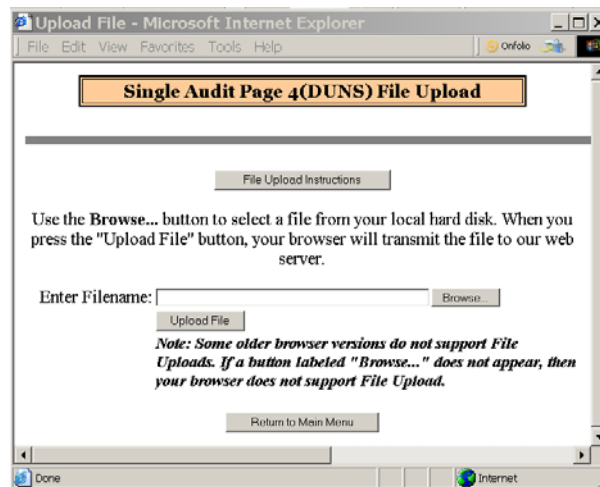 Upload File - Microsoft Internet Explorer
File Edit View Favorites Tools Help
Onfolio
Single Audit Page 4(DUNS) File Upload
File Upload Instructions
Use the Browse... button to select a file from your local hard disk. When you
press the "Upload File" button, your browser will transmit the file to our web
server.
Enter Filename: Browse...
Upload File
Note: Some older browser versions do not support File
Uploads. If a button labeled "Browse..." does not appear, then
your browser does not support File Upload.
Return to Main Menu
Done Internet